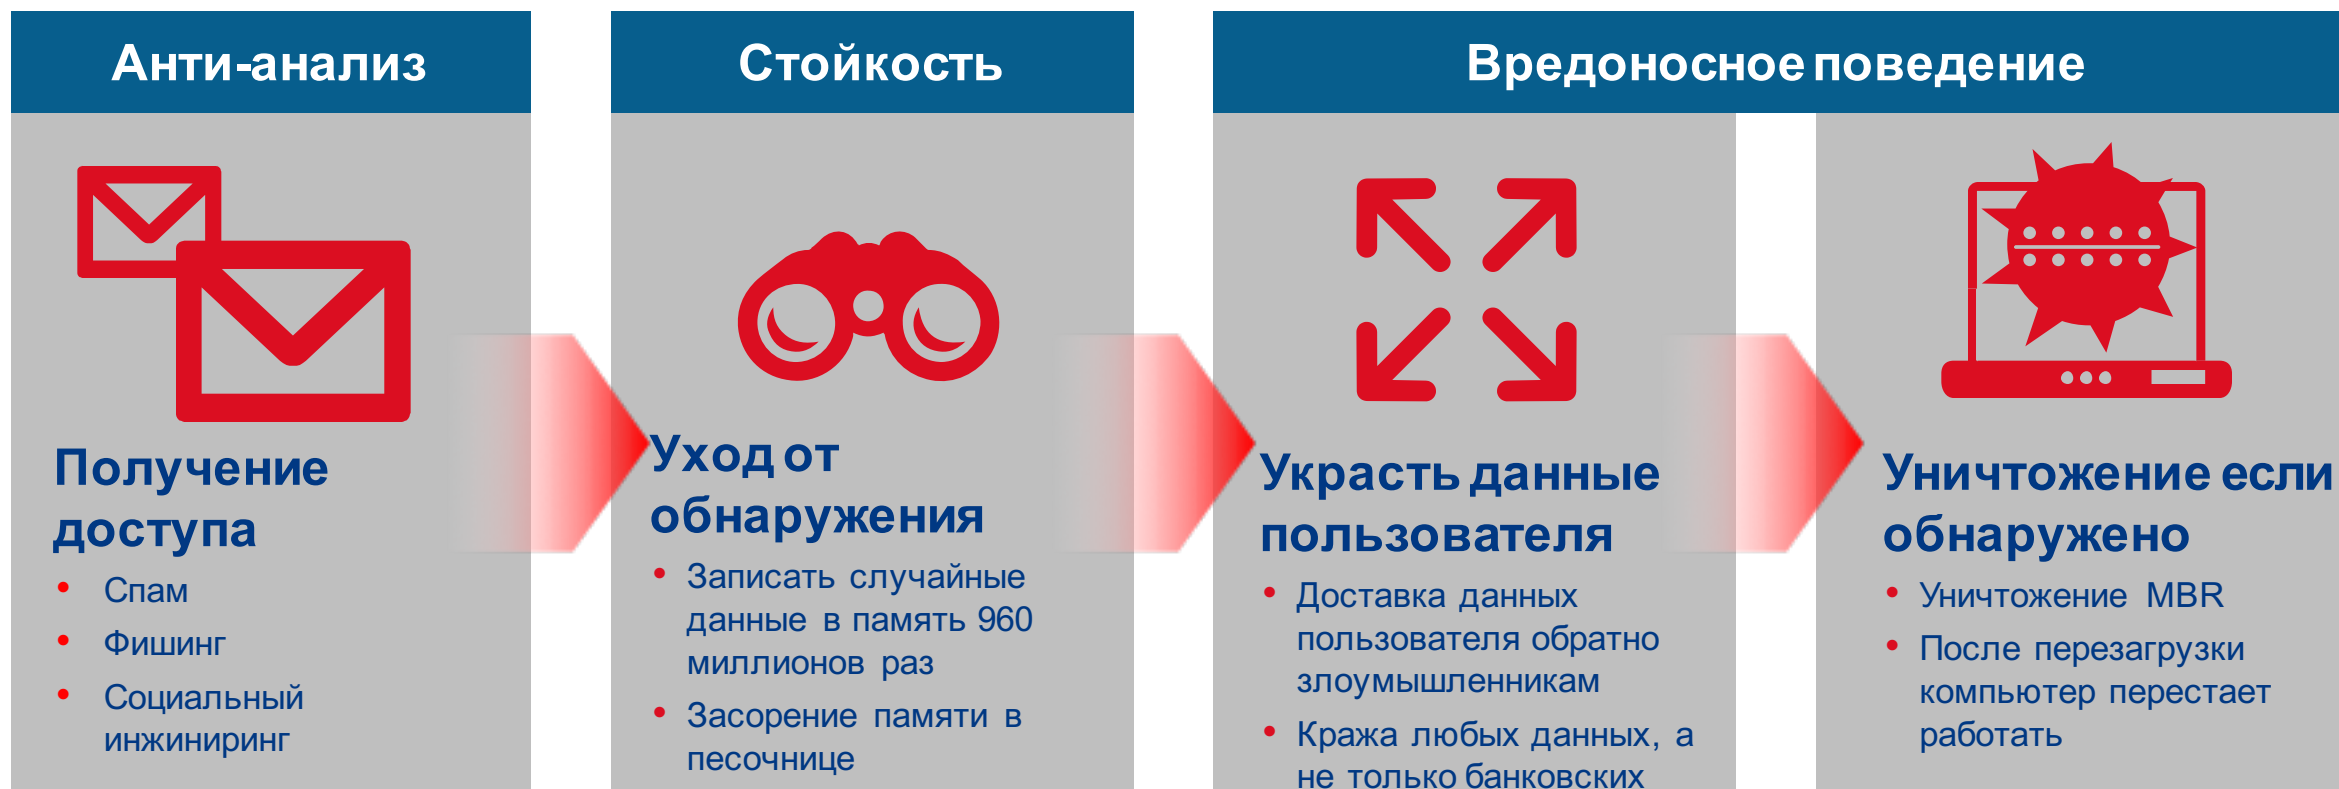 Анти-анализ
Получение
доступа
• Спам
• Фишинг
• Социальный
инжиниринг
Стойкость
Уход от
обнаружения
• Записать случайные
данные в память 960
миллионов раз
• Засорение памяти в
песочнице
Вредоносное поведение
Украсть данные
пользователя
• Доставка данных
пользователя обратно
злоумышленникам
• Кража любых данных, а
не только банковских
Уничтожение если
обнаружено
• Уничтожение MBR
• После перезагрузки
компьютер перестает
работать